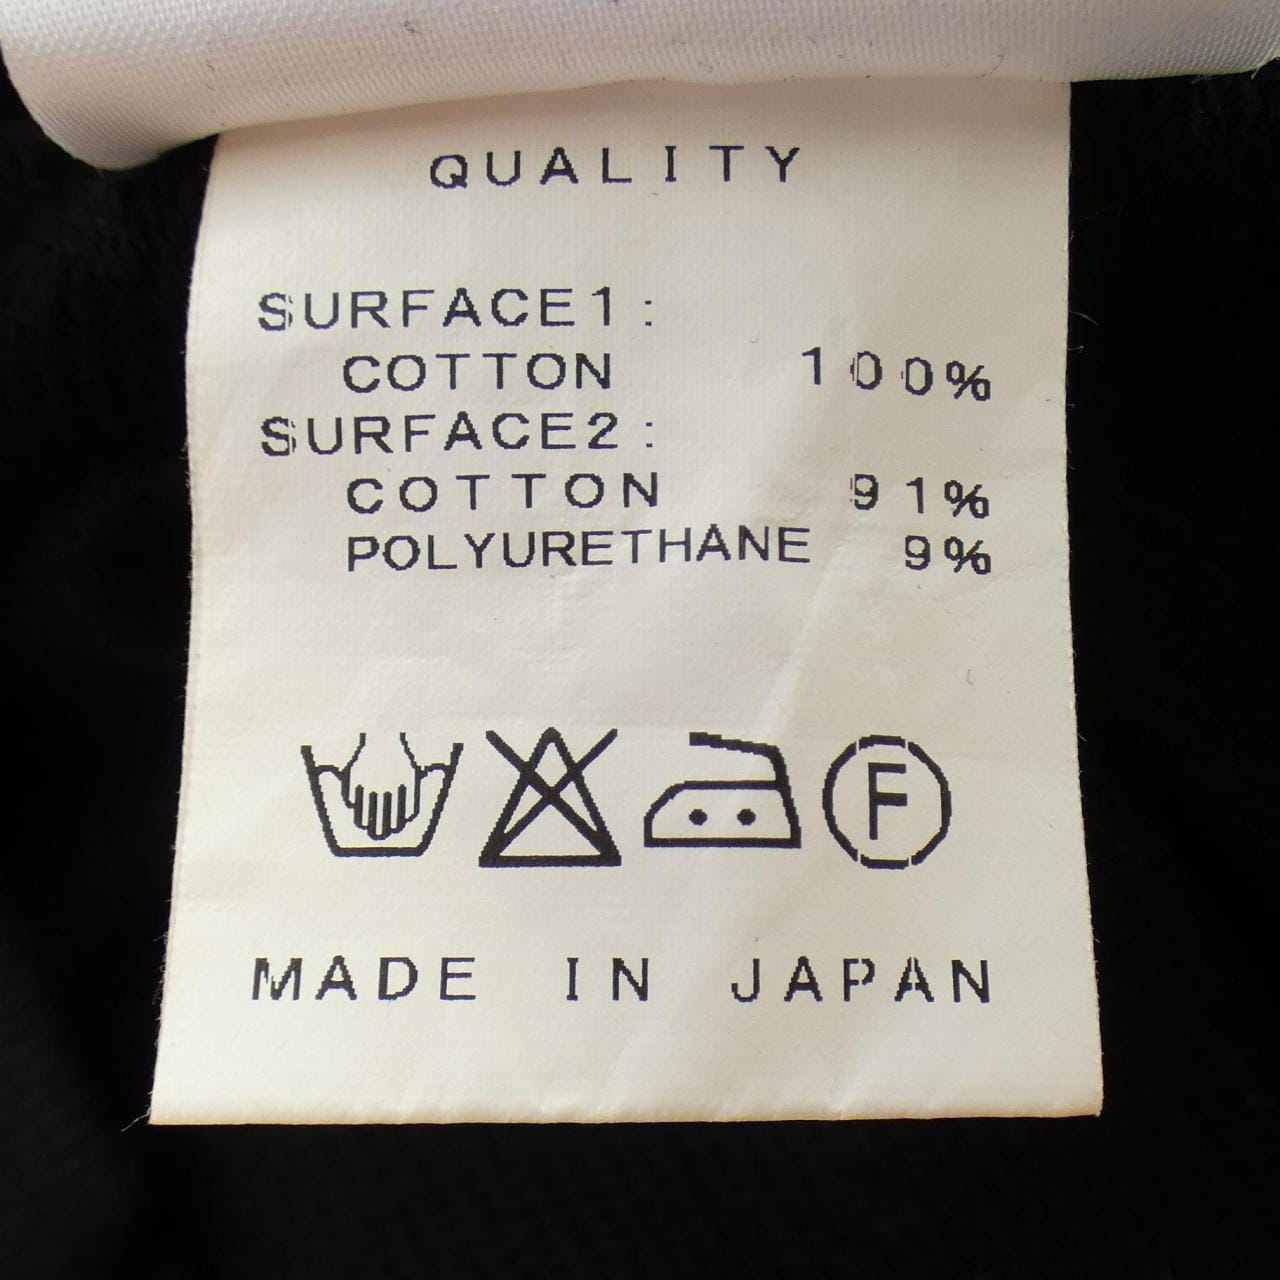 QUALITY
SURFACE1:
COTTON 100%
SURFACE2:
COTTON 91%
POLYURETHANE 9%
F
MADE IN JAPAN